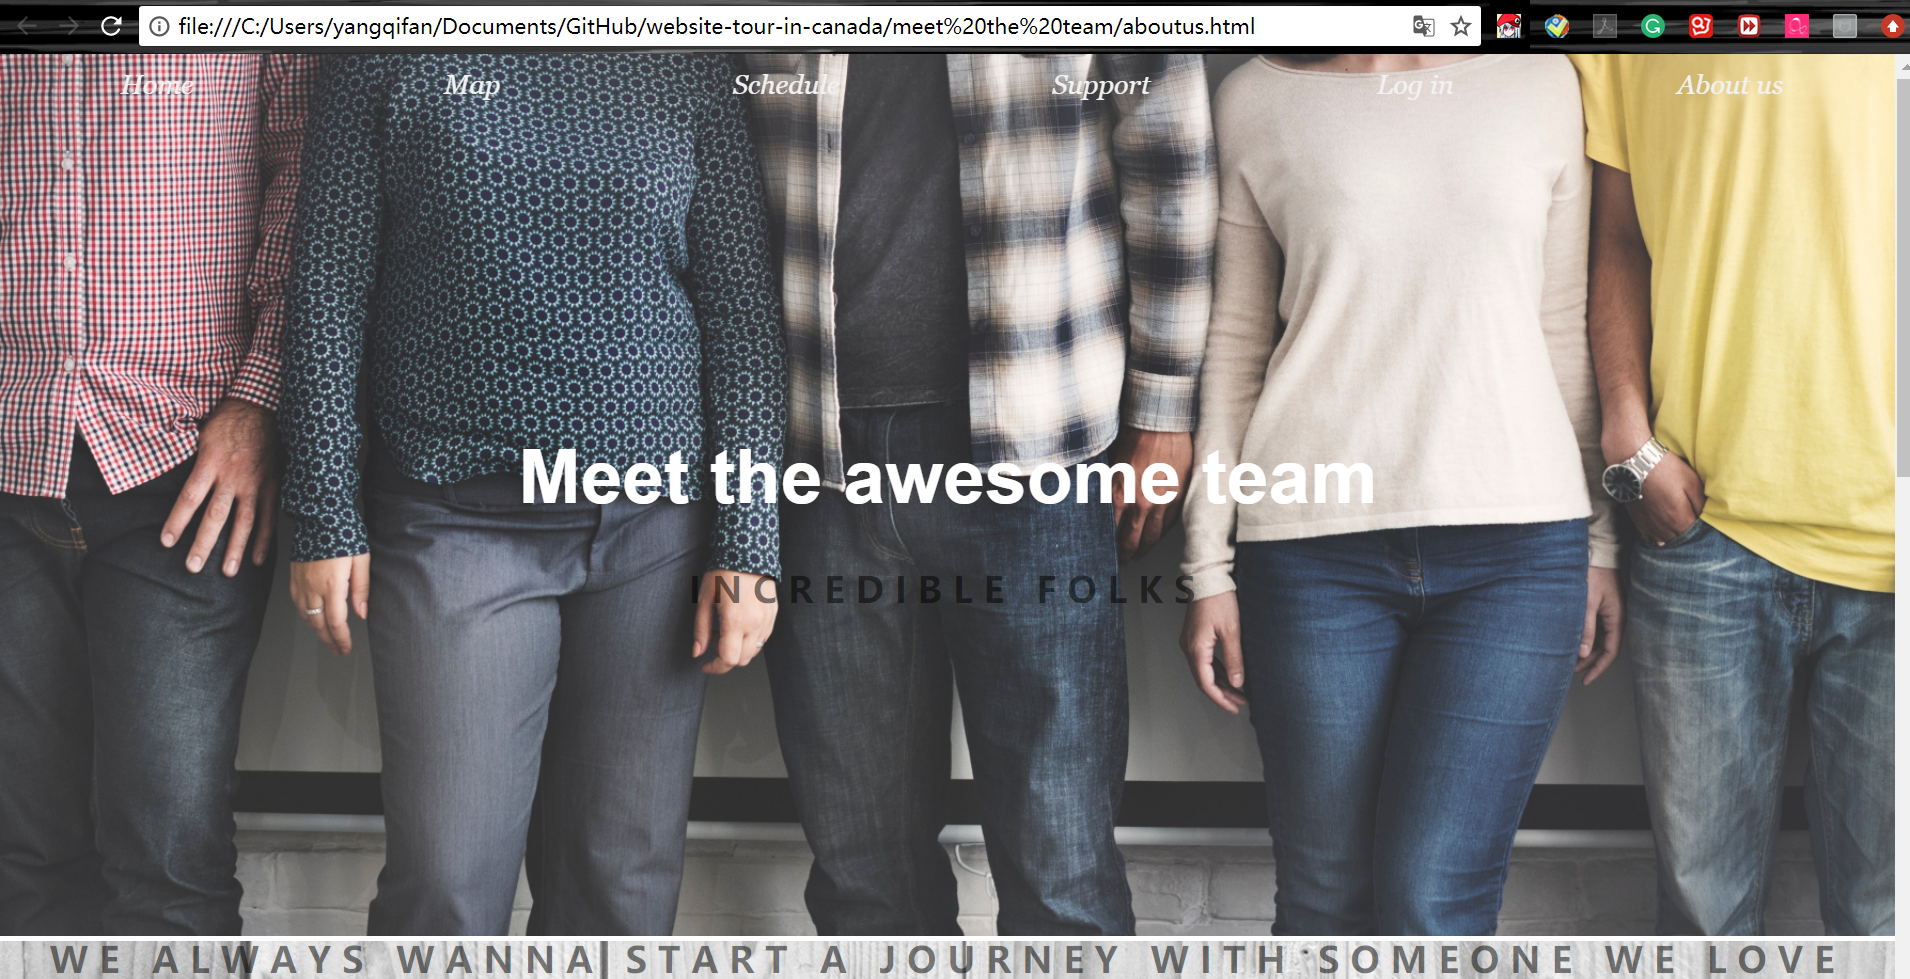 file:///C:/Users/yangqifan/Documents/GitHub/website-tour-in-canada/meet%20the%20team/aboutus.html
Home Map Schedule Support Log in About us
Meet the awesome team
INCREDIBLE FOLKS
WE ALWAYS WANNA START A JOURNEY WITH SOMEONE WE LOVE